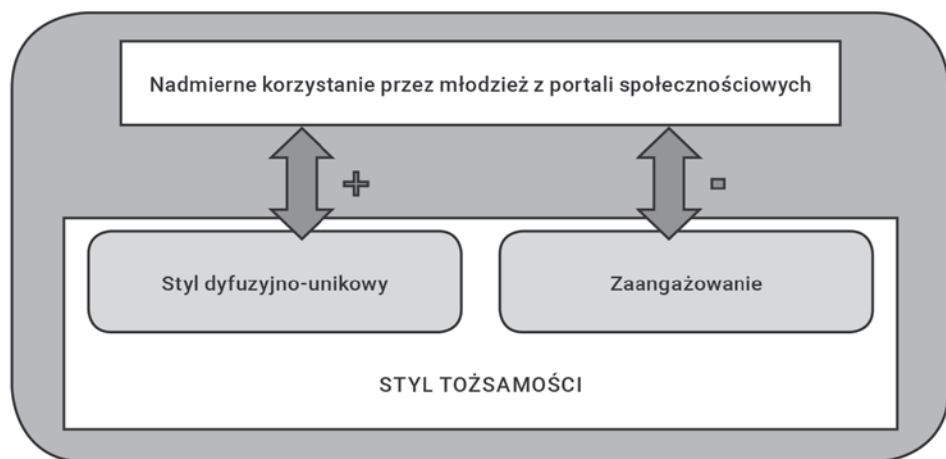 Nadmierne korzystanie przez młodzież z portali społecznościowych
+
-
Styl dyfuzyjno-unikowy
Zaangażowanie
STYL TOŻSAMOŚCI